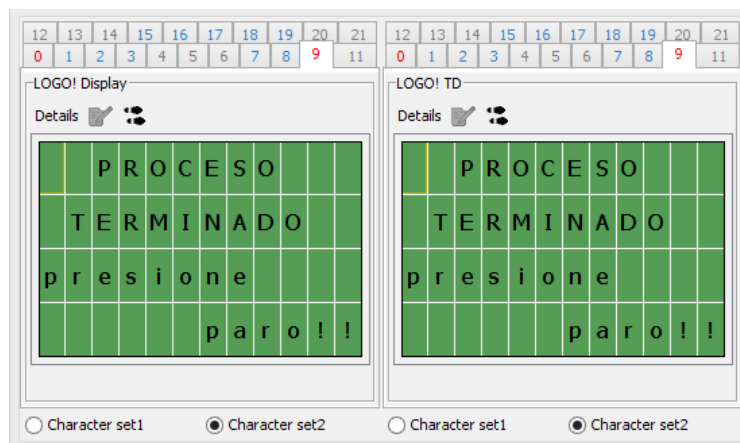 12 13 14 15 16 17 18 19 20 21
0 1 2 3 4 5 6 7 8 9 11
LOGO! Display
Details
PROCESO
TERMINADO
presione
paro!!
Character set1 Character set2
12 13 14 15 16 17 18 19 20 21
0 1 2 3 4 5 6 7 8 9 11
LOGO! TD
Details
PROCESO
TERMINADO
presione
paro!!
Character set1 Character set2